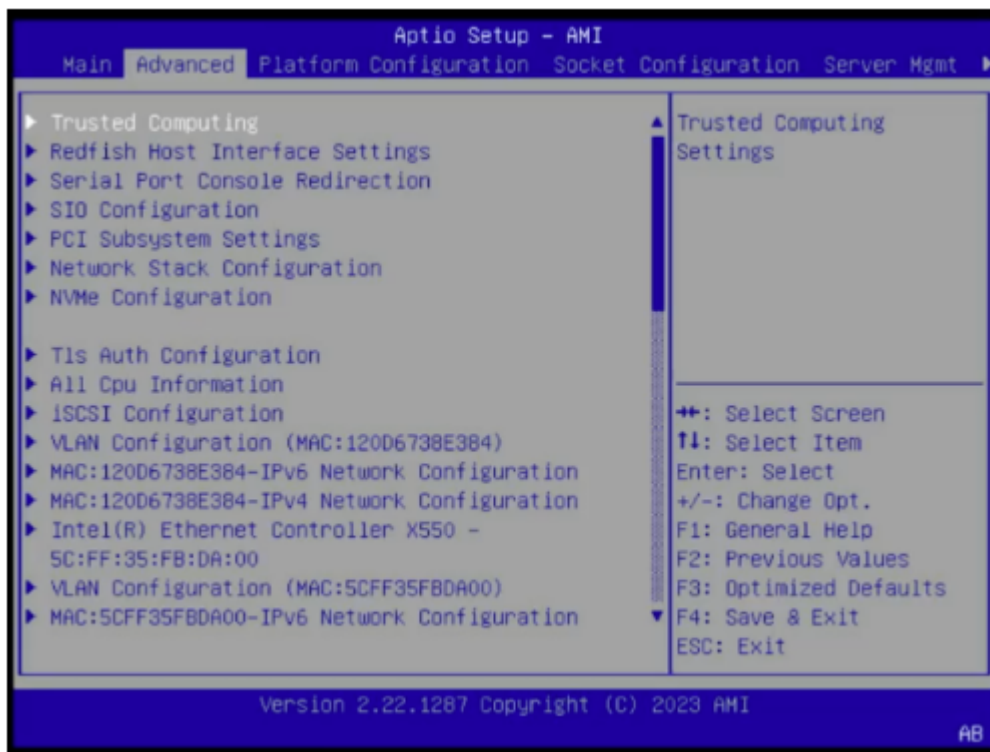 Aptio Setup – AMI
Main Advanced Platform Configuration Socket Configuration Server Mgmt
Trusted Computing
Redfish Host Interface Settings
Serial Port Console Redirection
SIO Configuration
PCI Subsystem Settings
Network Stack Configuration
NVMe Configuration
Tls Auth Configuration
All Cpu Information
iSCSI Configuration
VLAN Configuration (MAC:120D6738E384)
MAC:120D6738E384-IPv6 Network Configuration
MAC:120D6738E384-IPv4 Network Configuration
Intel(R) Ethernet Controller X550 -
5C:FF:35:FB:DA:00
VLAN Configuration (MAC:5CFF35FBDA00)
MAC:5CFF35FBDA00-IPv6 Network Configuration
Trusted Computing
Settings
→←: Select Screen
↑↓: Select Item
Enter: Select
+/-: Change Opt.
F1: General Help
F2: Previous Values
F3: Optimized Defaults
F4: Save & Exit
ESC: Exit
Version 2.22.1287 Copyright (C) 2023 AMI
AB